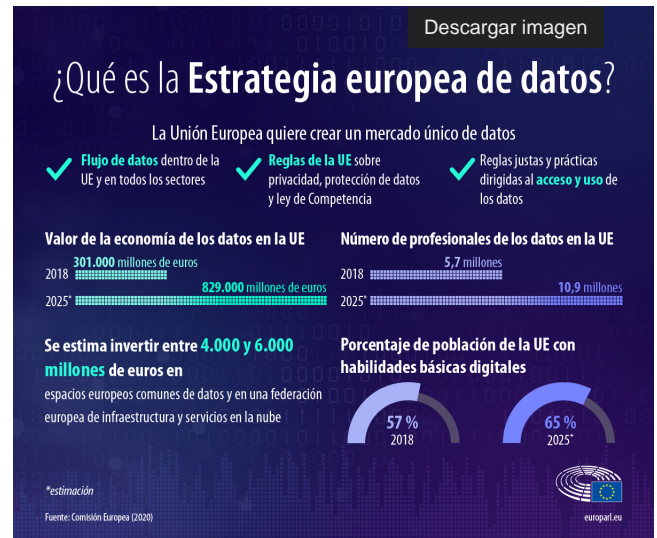 Descargar imagen
¿Qué es la Estrategia europea de datos?
La Unión Europea quiere crear un mercado único de datos
Flujo de datos dentro de la
UE y en todos los sectores
Reglas de la UE sobre
privacidad, protección de datos
y ley de Competencia
Reglas justas y prácticas
dirigidas al acceso y uso de
los datos
Valor de la economía de los datos en la UE
301.000 millones de euros
2018
829.000 millones de euros
2025*
Número de profesionales de los datos en la UE
5,7 millones
2018
10,9 millones
2025*
Se estima invertir entre 4.000 y 6.000
millones de euros en
espacios europeos comunes de datos y en una federación
europea de infraestructura y servicios en la nube
Porcentaje de población de la UE con
habilidades básicas digitales
57 %
2018
65 %
2025*
*estimación
Fuente: Comisión Europea (2020)
europarl.eu